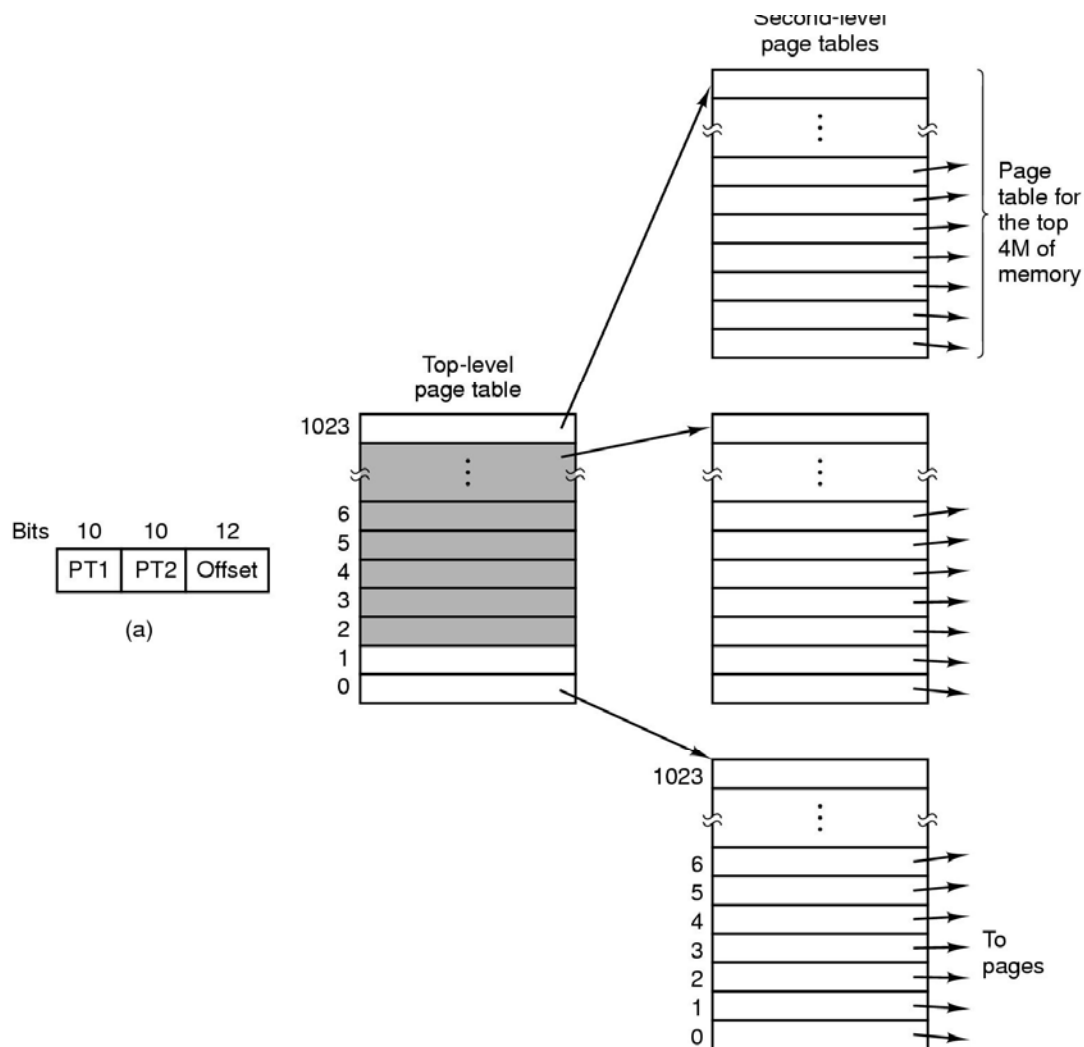 Second-level
page tables
Page
table for
the top
4M of
memory
Top-level
page table
1023
6
5
4
3
2
1
0
Bits 10 10 12
PT1 PT2 Offset
(a)
1023
6
5
4
3
2
1
0
To
pages